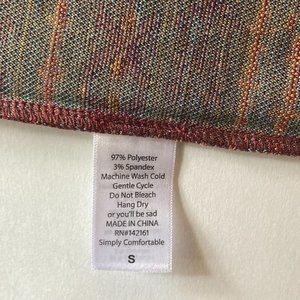 97% Polyester
3% Spandex
Machine Wash Cold
Gentle Cycle
Do Not Bleach
Hang Dry
or you'll be sad
MADE IN CHINA
RN#142161
Simply Comfortable
S